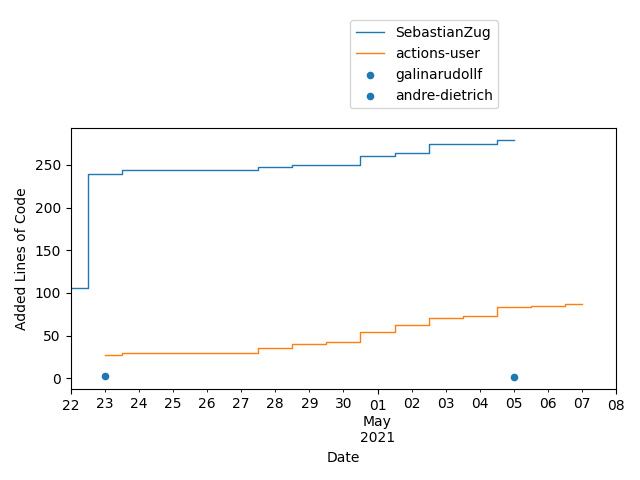 SebastianZug
actions-user
galinarudollf
andre-dietrich
Added Lines of Code
250
200
150
100
50
0
22 23 24 25 26 27 28 29 30 01 02 03 04 05 06 07 08
May
2021
Date